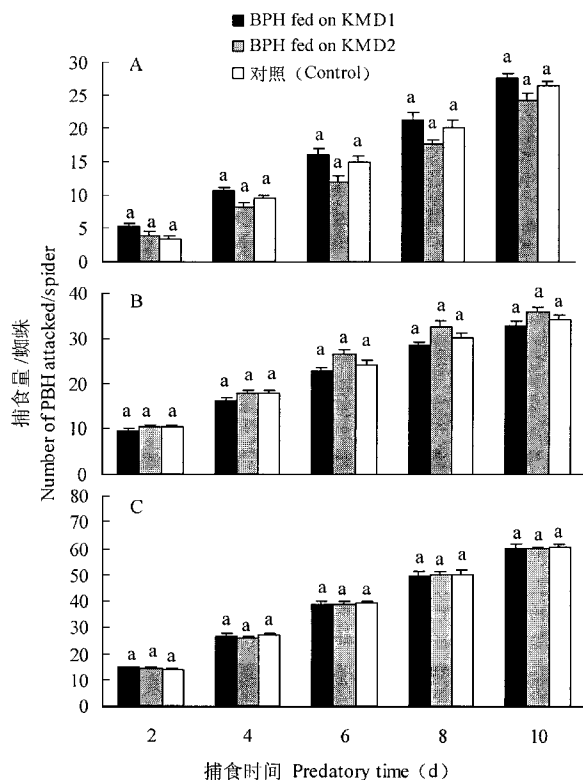 BPH fed on KMD1
BPH fed on KMD2
对照（Control）
A
30
25
20
15
10
5
0
a a a a a a a a a a a a a a a
B
40
30
20
10
0
a a a a a a a a a a a a a a a
C
80
70
60
50
40
30
20
10
0
a a a a a a a a a a a a a a a
2 4 6 8 10
捕食时间 Predatory time（d）
捕食量/蜘蛛
Number of PBH attacked/spider